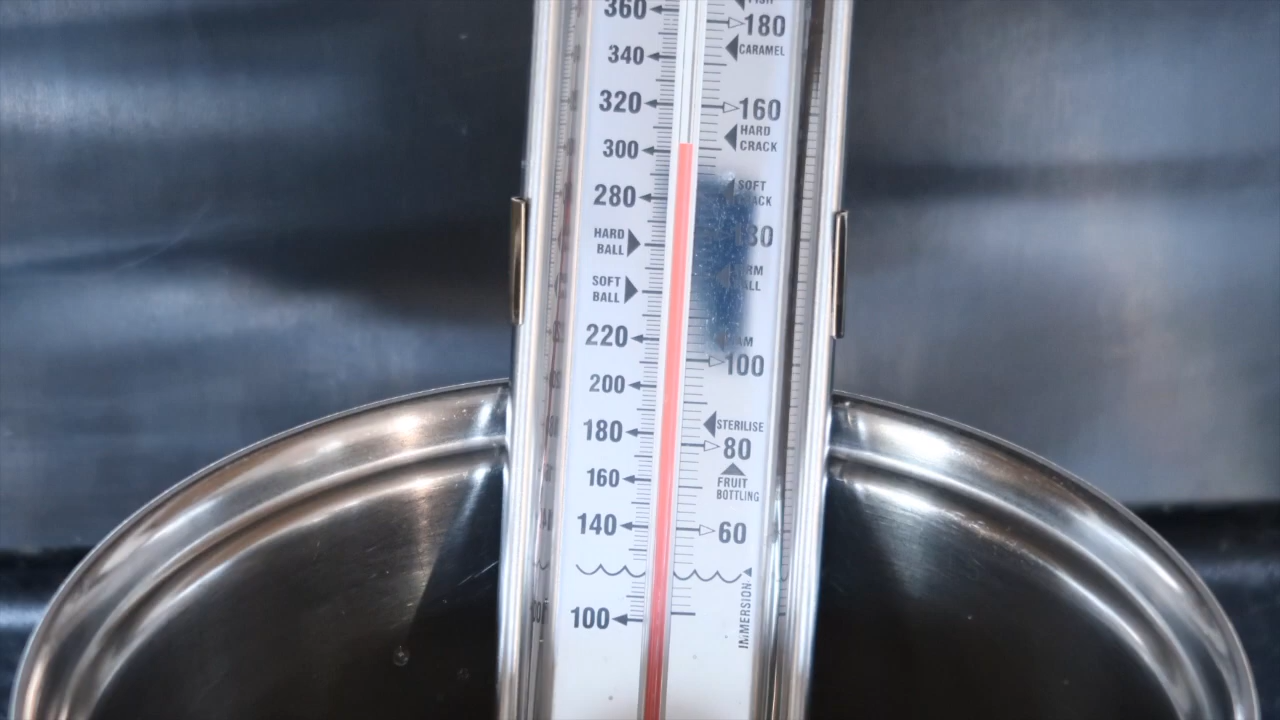 360
FISH
180
340
CARAMEL
320
160
HARD
CRACK
300
SOFT
280
HARD
BALL
SOFT
BALL
220
100
200
STERILISE
180
80
160
FRUIT
BOTTLING
140
60
IMMERSION
100